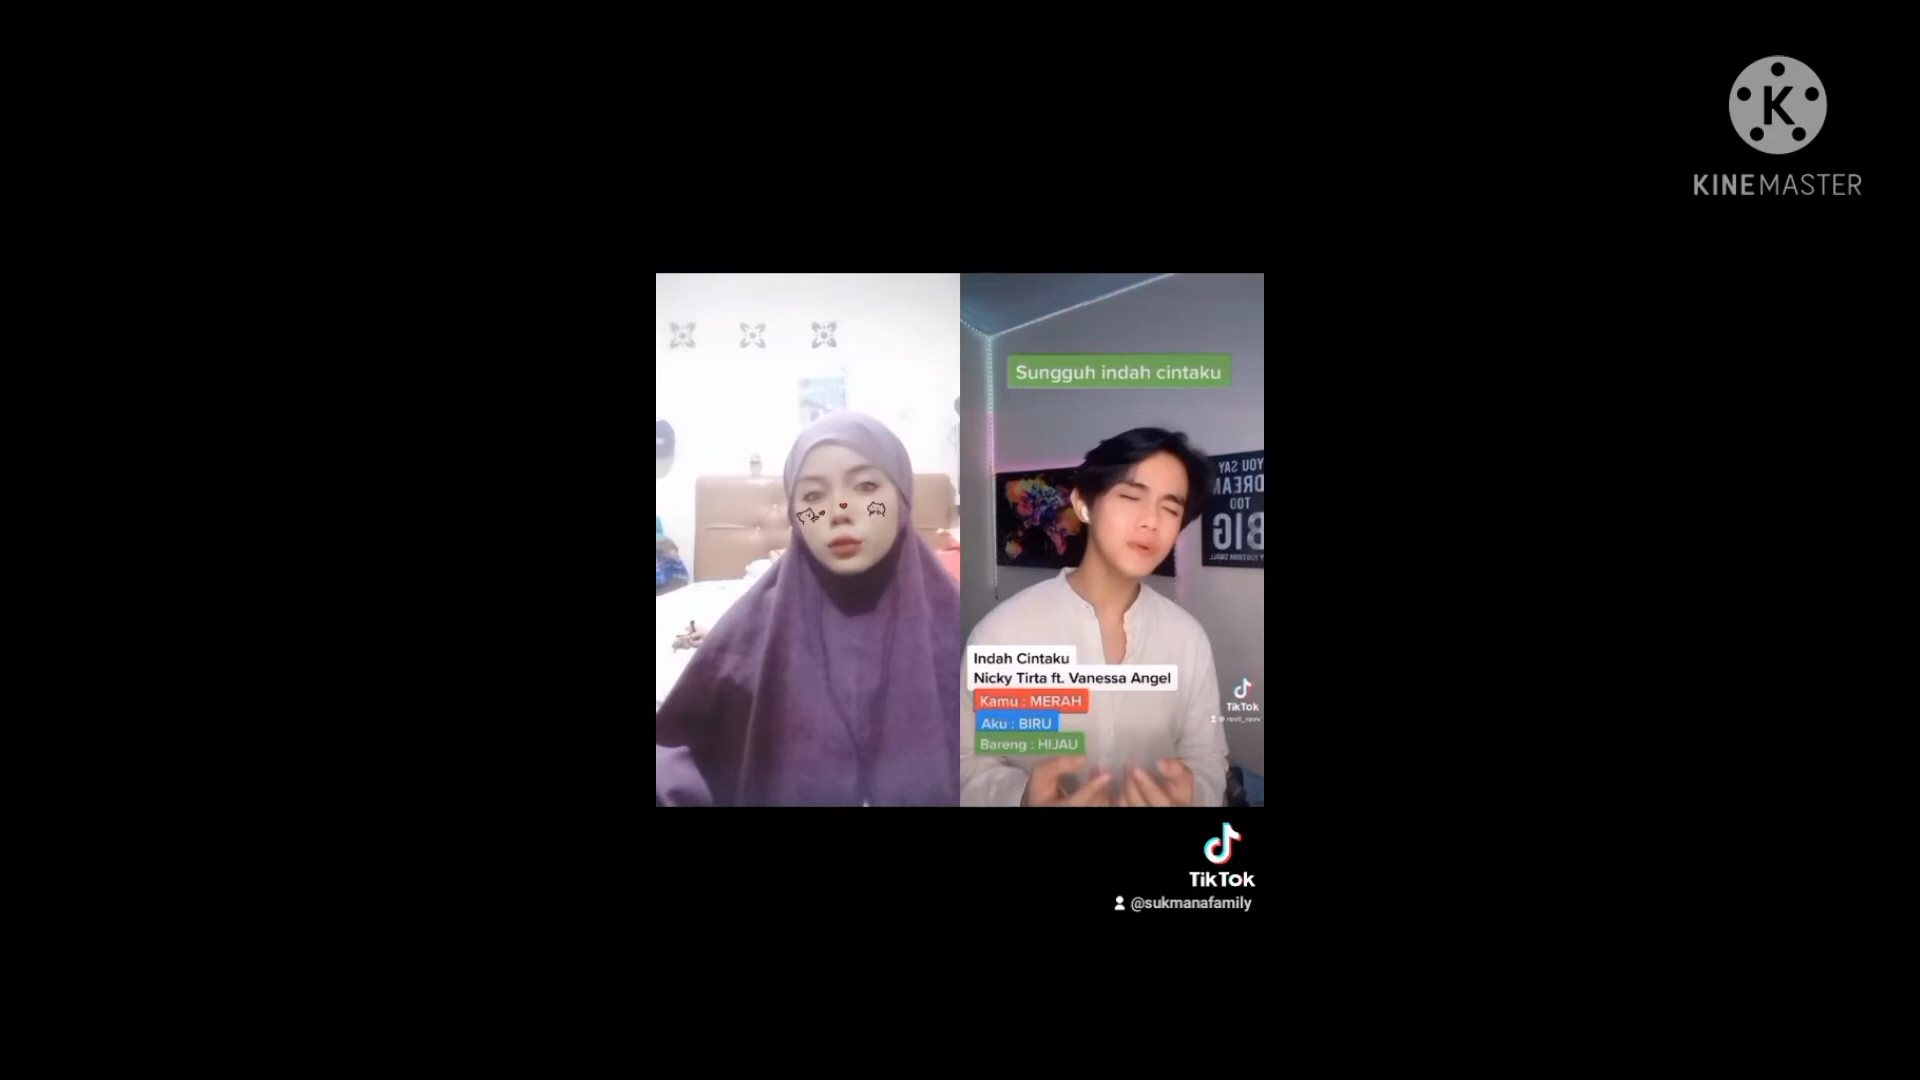 KINEMASTER
Sungguh indah cintaku
YOU SAY
DREAM
TOO
BIG
Indah Cintaku
Nicky Tirta ft. Vanessa Angel
Kamu : MERAH
Aku : BIRU
Bareng : HIJAU
TikTok
TikTok
@sukmanafamily